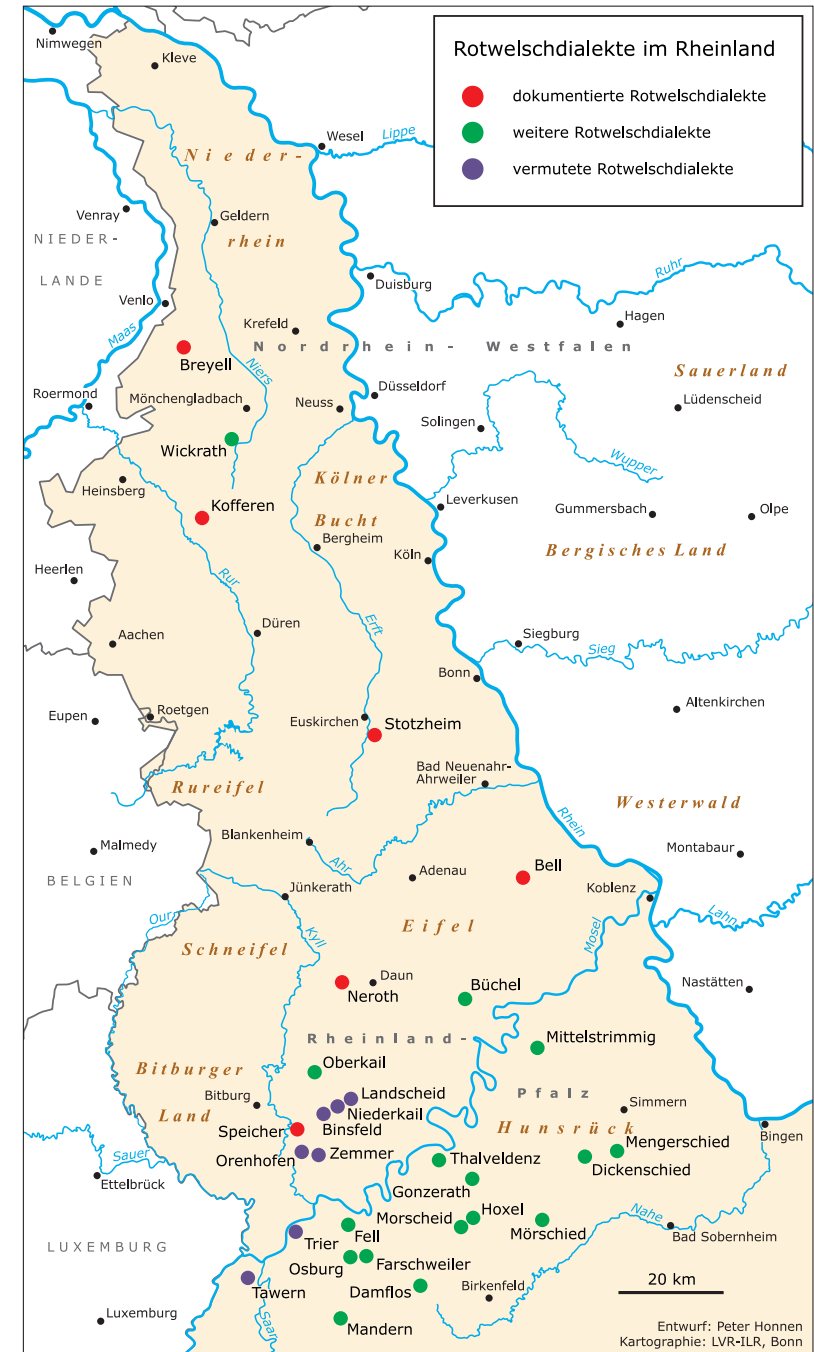 Rotwelschdialekte im Rheinland
dokumentierte Rotwelschdialekte
weitere Rotwelschdialekte
vermutete Rotwelschdialekte
Nimwegen
Kleve
Wesel
Lippe
Nieder-
rhein
Venray
Geldern
NIEDER-
LANDE
Duisburg
Ruhr
Venlo
Hagen
Krefeld
Maas
Nordrhein-Westfalen
Breyell
Niers
Sauerland
Roermond
Mönchengladbach
Neuss
Düsseldorf
Lüdenscheid
Solingen
Wickrath
Wupper
Heinsberg
Kölner
Bucht
Kofferen
Leverkusen
Gummersbach
Olpe
Bergheim
Köln
Bergisches Land
Heerlen
Rur
Erft
Aachen
Düren
Siegburg
Sieg
Bonn
Eupen
Roetgen
Euskirchen
Stotzheim
Altenkirchen
Bad Neuenahr-
Ahrweiler
Rureifel
Rhein
Westerwald
Malmedy
Blankenheim
Ahr
Montabaur
BELGIEN
Adenau
Bell
Jünkerath
Koblenz
Our
Kyll
Mosel
Lahn
Schneifel
Eifel
Daun
Neroth
Büchel
Nastätten
Rheinland-
Pfalz
Mittelstrimmig
Bitburger
Land
Oberkail
Bitburg
Landscheid
Niederkail
Binsfeld
Simmern
Speicher
Hunsrück
Bingen
Orenhofen
Zemmer
Mengerschied
Dickenschied
Sauer
Thalveldenz
Ettelbrück
Gonzerath
Hoxel
Morscheid
Mörschied
Nahe
Fell
Trier
Bad Sobernheim
LUXEMBURG
Osburg
Farschweiler
Tawern
Damflos
Birkenfeld
20 km
Luxemburg
Saar
Mandern
Entwurf: Peter Honnen
Kartographie: LVR-ILR, Bonn